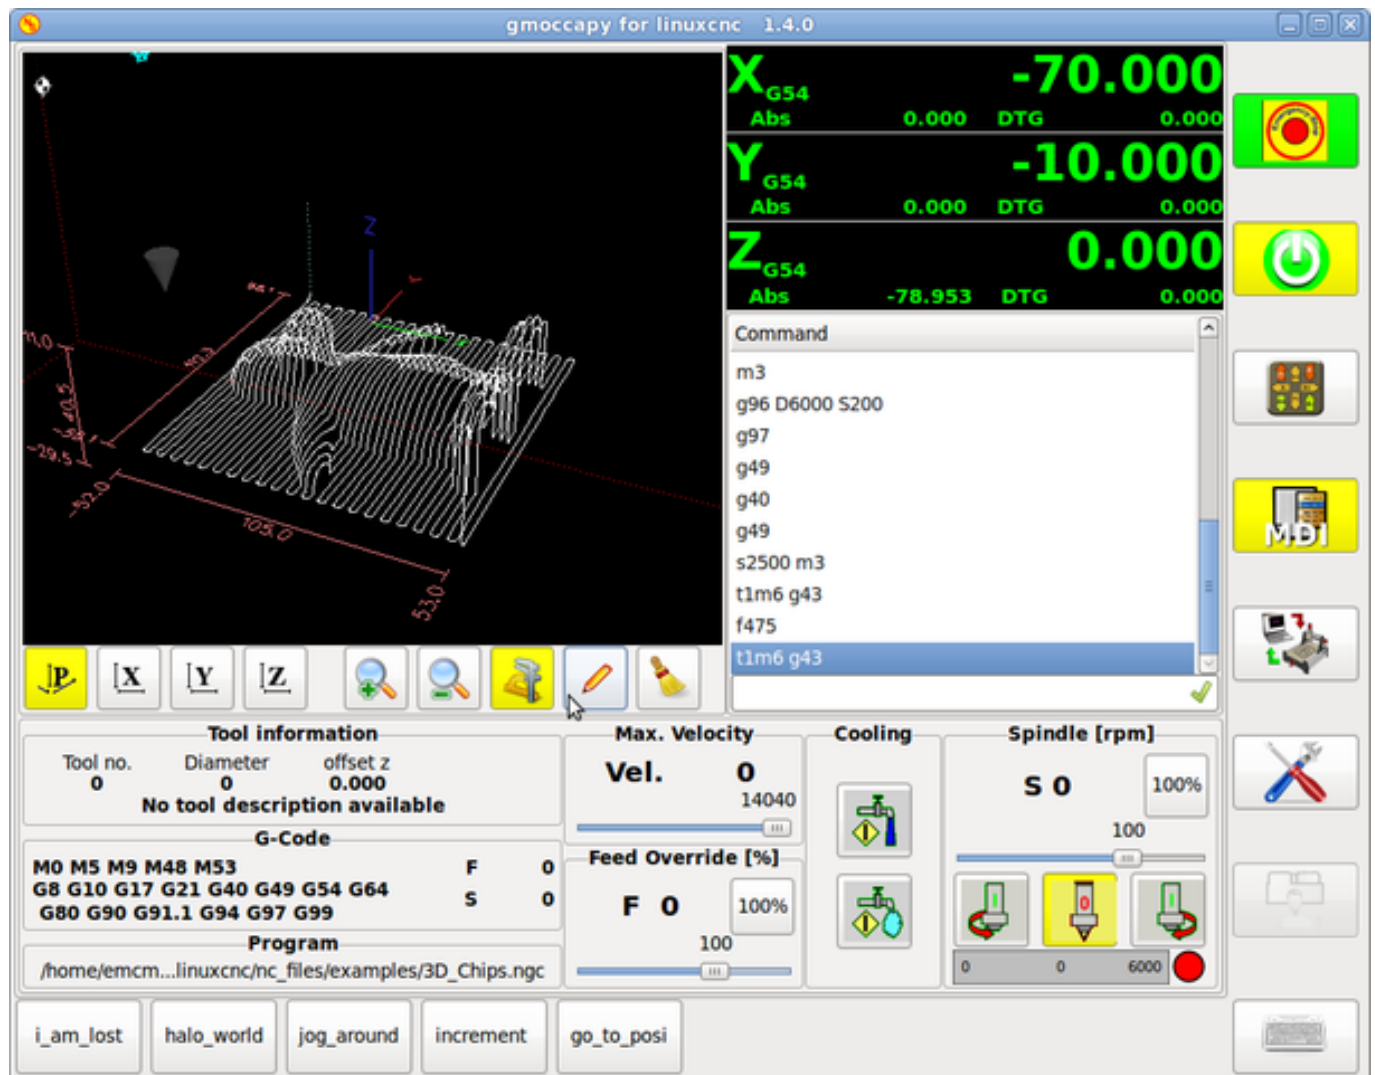 gmoccapy for linuxcnc 1.4.0
X G54 -70.000
Abs 0.000 DTG 0.000
Y G54 -10.000
Abs 0.000 DTG 0.000
Z G54 0.000
Abs -78.953 DTG 0.000
Z
-29.5
-52.0
105.0
53.0
Command
m3
g96 D6000 S200
g97
g49
g40
g49
s2500 m3
t1m6 g43
f475
t1m6 g43
MDI
P X Y Z
Tool information
Tool no. Diameter offset z
0 0 0.000
No tool description available
G-Code
M0 M5 M9 M48 M53 F 0
G8 G10 G17 G21 G40 G49 G54 G64 S 0
G80 G90 G91.1 G94 G97 G99
Program
/home/emcm...linuxcnc/nc_files/examples/3D_Chips.ngc
Max. Velocity
Vel. 0
14040
Feed Override [%]
F 0 100%
100
Cooling
Spindle [rpm]
S 0 100%
100
0 0 6000
i_am_lost halo_world jog_around increment go_to_posi